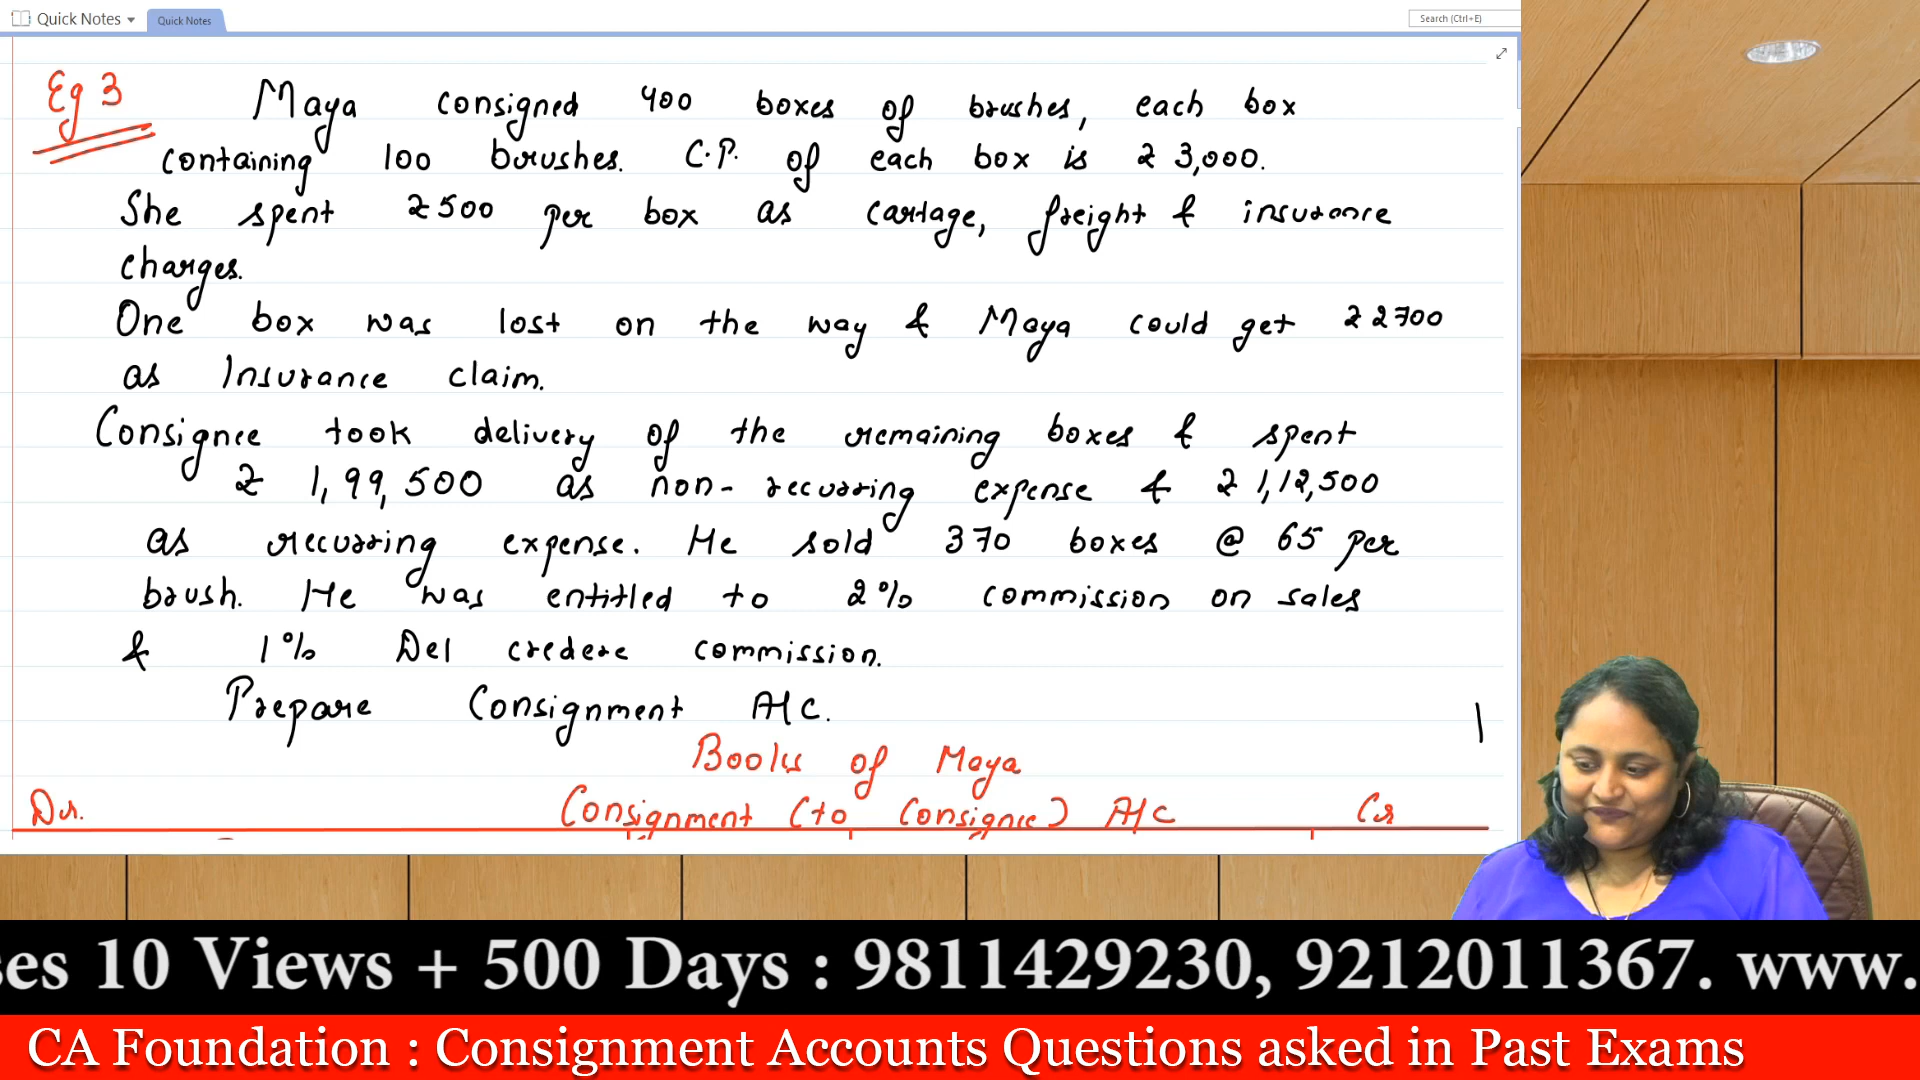 Quick Notes
Quick Notes
Search (Ctrl+E)
Eg 3 Maya consigned 400 boxes of brushes, each box
containing 100 brushes. C.P. of each box is ₹ 3,000.
She spent ₹500 per box as cartage, freight & insurance
charges.
One box was lost on the way & Maya could get ₹2700
as Insurance claim.
Consignee took delivery of the remaining boxes & spent
₹ 1,99,500 as non-recurring expense & ₹ 1,12,500
as recurring expense. He sold 370 boxes @ 65 per
brush. He was entitled to 2% commission on sales
& 1% Del credere commission.
Prepare Consignment A/C.
Books of Maya
Dr. Consignment (to Consignee) A/C Cr
ses 10 Views + 500 Days : 9811429230, 9212011367. www.
CA Foundation : Consignment Accounts Questions asked in Past Exams